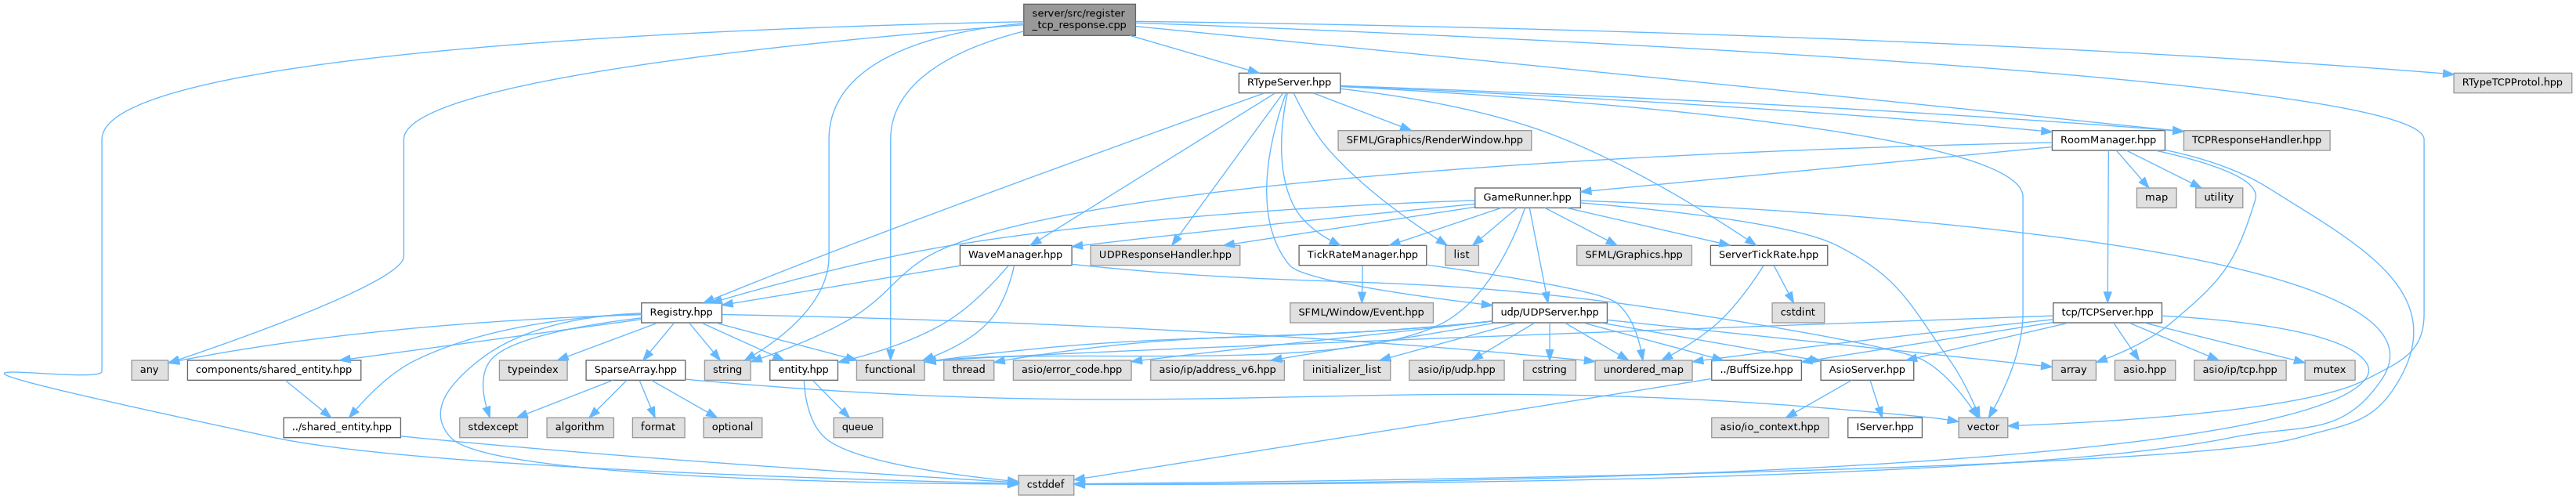 server/src/register
_tcp_response.cpp
RTypeServer.hpp
RTypeTCPProtol.hpp
SFML/Graphics/RenderWindow.hpp
RoomManager.hpp
TCPResponseHandler.hpp
GameRunner.hpp
map
utility
WaveManager.hpp
UDPResponseHandler.hpp
TickRateManager.hpp
list
SFML/Graphics.hpp
ServerTickRate.hpp
Registry.hpp
SFML/Window/Event.hpp
udp/UDPServer.hpp
cstdint
tcp/TCPServer.hpp
any
components/shared_entity.hpp
typeindex
SparseArray.hpp
string
entity.hpp
functional
thread
asio/error_code.hpp
asio/ip/address_v6.hpp
initializer_list
asio/ip/udp.hpp
cstring
unordered_map
../BuffSize.hpp
AsioServer.hpp
array
asio.hpp
asio/ip/tcp.hpp
mutex
../shared_entity.hpp
stdexcept
algorithm
format
optional
queue
asio/io_context.hpp
IServer.hpp
vector
cstddef